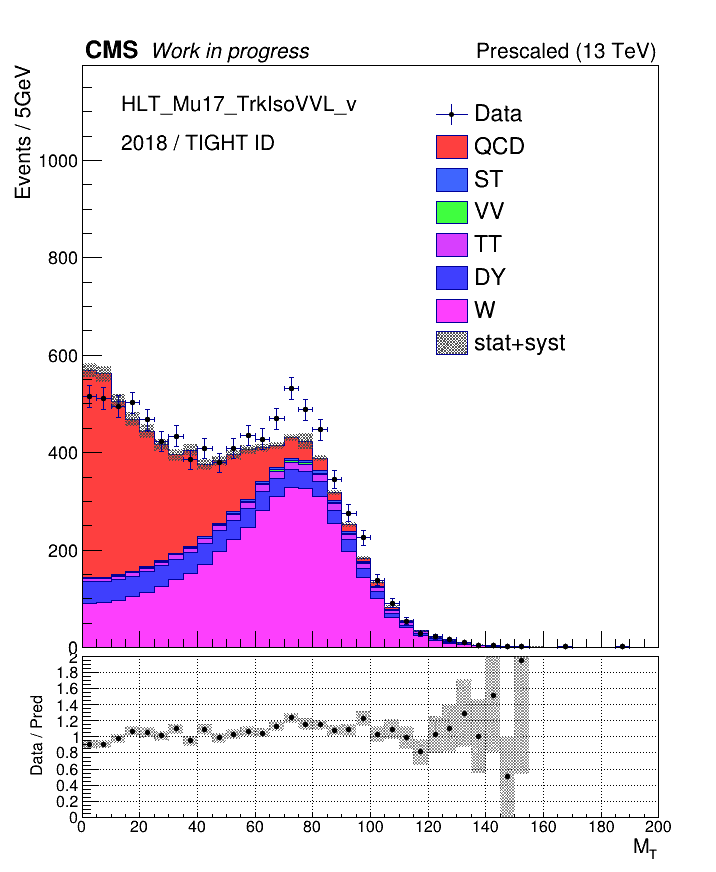 CMS Work in progress Prescaled (13 TeV)
Events / 5GeV
HLT_Mu17_TrkIsoVVL_v
2018 / TIGHT ID
Data
QCD
ST
VV
TT
DY
W
stat+syst
1000
800
600
400
200
0
Data / Pred
2
1.8
1.6
1.4
1.2
1
0.8
0.6
0.4
0.2
0
0 20 40 60 80 100 120 140 160 180 200
M_T